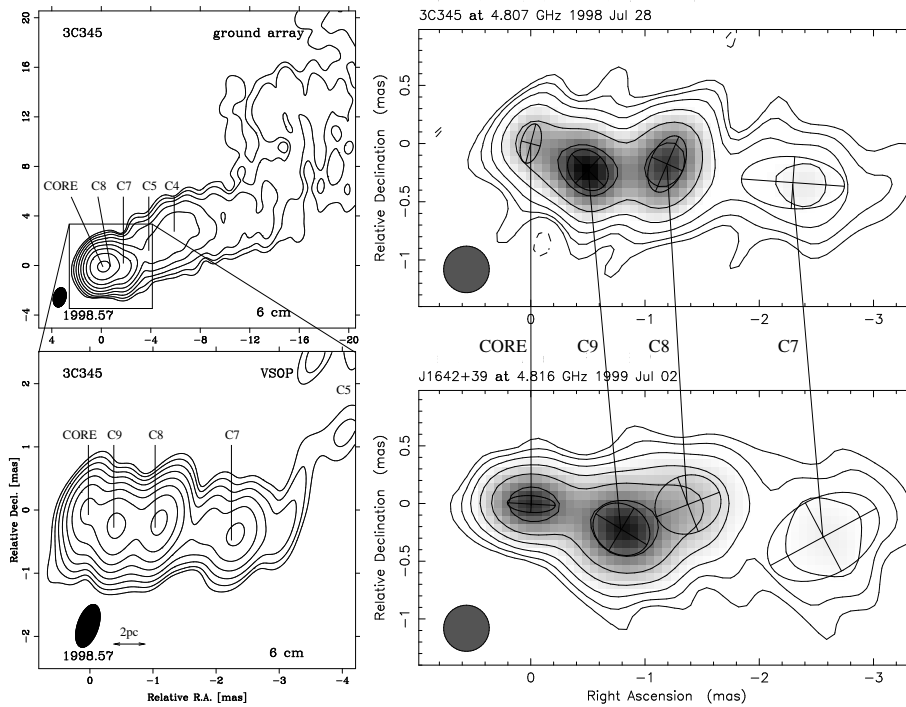 3C345
ground array
20
16
12
8
4
0
−4
CORE
C8
C7
C5
C4
1998.57
6 cm
4
0
−4
−8
−12
−16
−20
3C345
VSOP
C5
CORE
C9
C8
C7
2
1
0
−1
−2
Relative Decl. [mas]
2pc
1998.57
6 cm
0
−1
−2
−3
−4
Relative R.A. [mas]
3C345 at 4.807 GHz 1998 Jul 28
Relative Declination (mas)
0.5
0
−0.5
−1
0
−1
−2
−3
CORE
C9
C8
C7
J1642+39 at 4.816 GHz 1999 Jul 02
Relative Declination (mas)
0.5
0
−0.5
−1
0
−1
−2
−3
Right Ascension (mas)